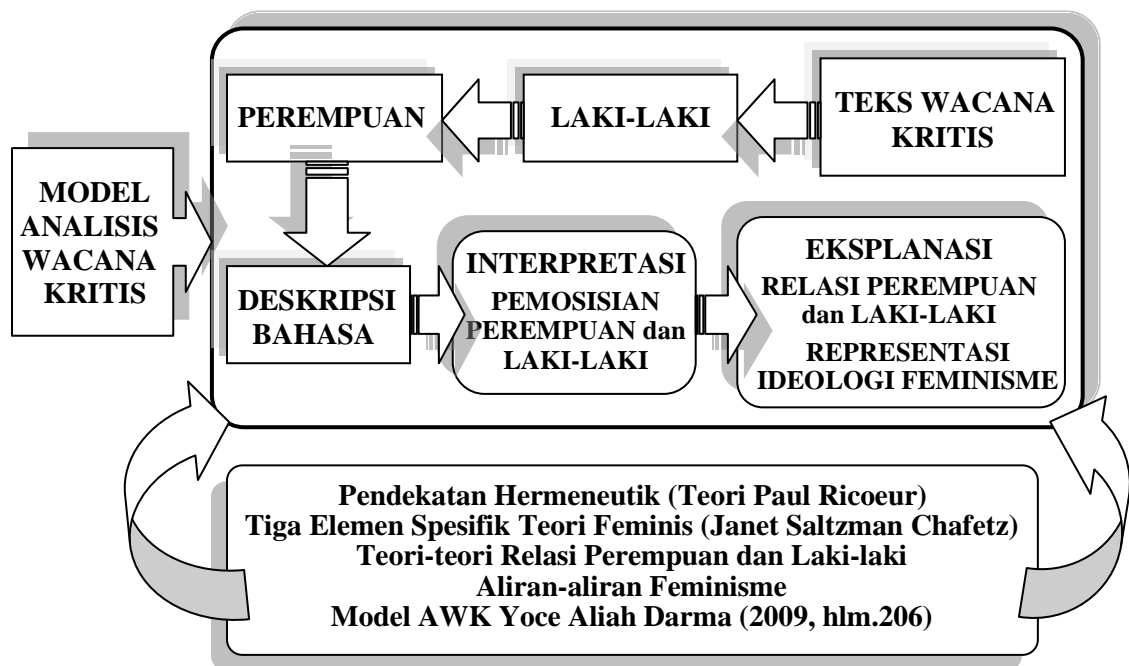 MODEL
ANALISIS
WACANA
KRITIS
PEREMPUAN
LAKI-LAKI
TEKS WACANA
KRITIS
DESKRIPSI
BAHASA
INTERPRETASI
PEMOSISIAN
PEREMPUAN dan
LAKI-LAKI
EKSPLANASI
RELASI PEREMPUAN
dan LAKI-LAKI
REPRESENTASI
IDEOLOGI FEMINISME
Pendekatan Hermeneutik (Teori Paul Ricoeur)
Tiga Elemen Spesifik Teori Feminis (Janet Saltzman Chafetz)
Teori-teori Relasi Perempuan dan Laki-laki
Aliran-aliran Feminisme
Model AWK Yoce Aliah Darma (2009, hlm.206)